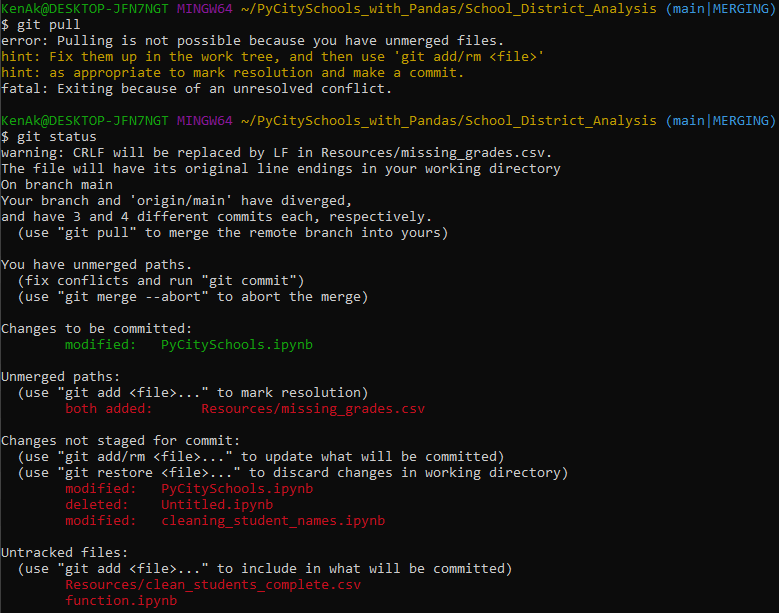 KenAk@DESKTOP-JFN7NGT MINGW64 ~/PyCitySchools_with_Pandas/School_District_Analysis (main|MERGING)
$ git pull
error: Pulling is not possible because you have unmerged files.
hint: Fix them up in the work tree, and then use 'git add/rm <file>'
hint: as appropriate to mark resolution and make a commit.
fatal: Exiting because of an unresolved conflict.

KenAk@DESKTOP-JFN7NGT MINGW64 ~/PyCitySchools_with_Pandas/School_District_Analysis (main|MERGING)
$ git status
warning: CRLF will be replaced by LF in Resources/missing_grades.csv.
The file will have its original line endings in your working directory
On branch main
Your branch and 'origin/main' have diverged,
and have 3 and 4 different commits each, respectively.
  (use "git pull" to merge the remote branch into yours)

You have unmerged paths.
  (fix conflicts and run "git commit")
  (use "git merge --abort" to abort the merge)

Changes to be committed:
        modified:   PyCitySchools.ipynb

Unmerged paths:
  (use "git add <file>..." to mark resolution)
        both added:      Resources/missing_grades.csv

Changes not staged for commit:
  (use "git add/rm <file>..." to update what will be committed)
  (use "git restore <file>..." to discard changes in working directory)
        modified:   PyCitySchools.ipynb
        deleted:    Untitled.ipynb
        modified:   cleaning_student_names.ipynb

Untracked files:
  (use "git add <file>..." to include in what will be committed)
        Resources/clean_students_complete.csv
        function.ipynb